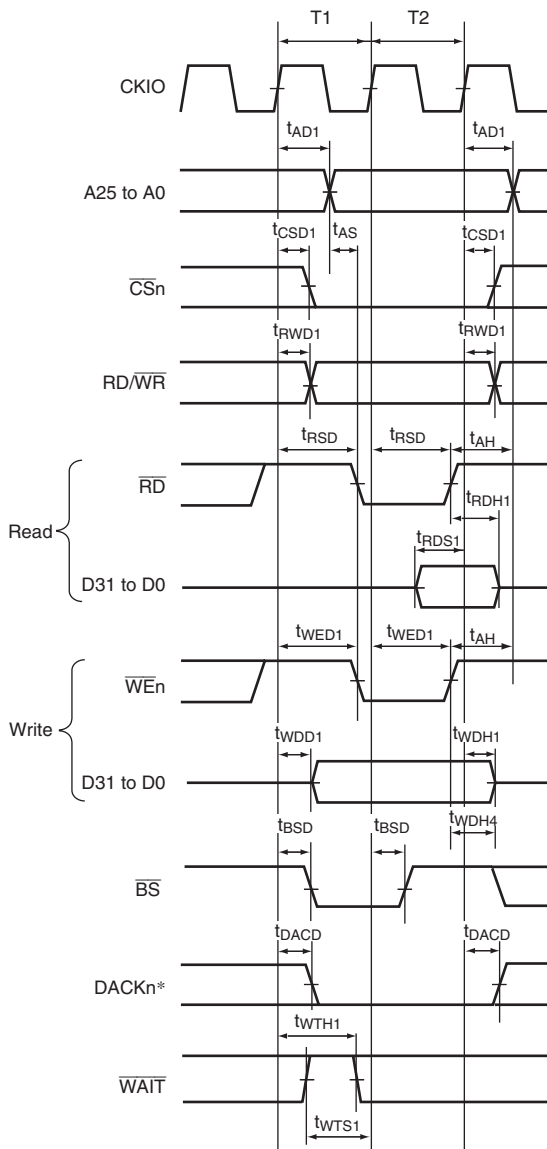 T1 T2
CKIO
tAD1 tAD1
A25 to A0
tCSD1 tAS tCSD1
CSn
tRWD1 tRWD1
RD/WR
tRSD tRSD tAH
RD
tRDH1
Read
tRDS1
D31 to D0
tWED1 tWED1 tAH
WEn
Write
tWDD1 tWDH1
D31 to D0
tWDH4
tBSD tBSD
BS
tDACD tDACD
DACKn*
tWTH1
WAIT
tWTS1